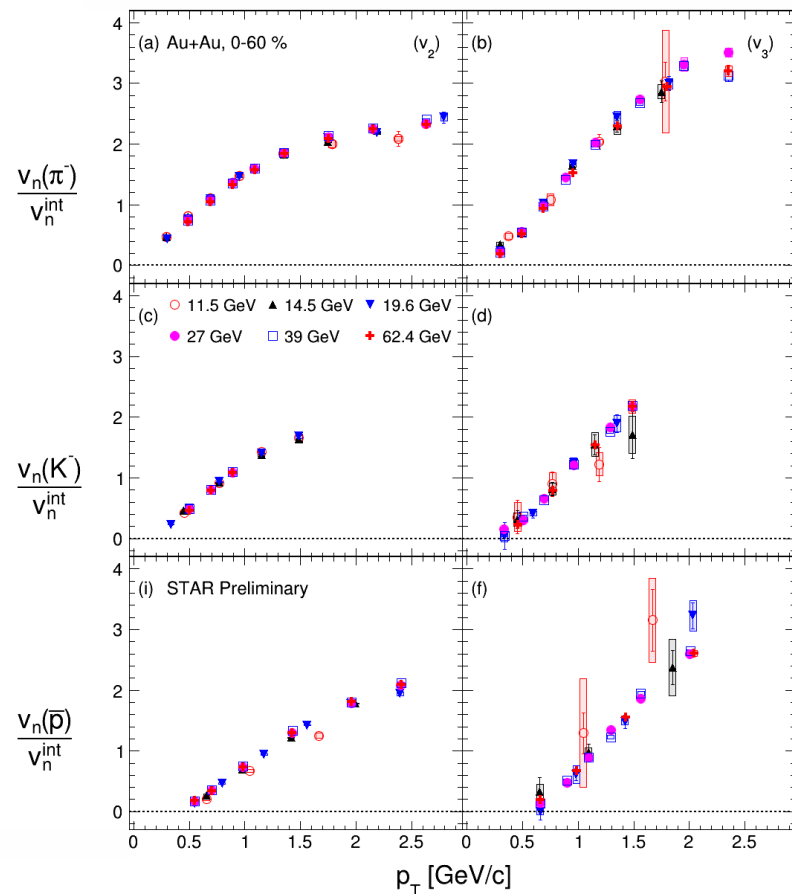 (a) Au+Au, 0-60 % (v₂)
(b) (v₃)
vₙ(π⁻)
vₙⁱⁿᵗ
4
3
2
1
0
(c)
11.5 GeV 14.5 GeV 19.6 GeV
27 GeV 39 GeV 62.4 GeV
(d)
vₙ(K⁻)
vₙⁱⁿᵗ
4
3
2
1
0
(i) STAR Preliminary
(f)
vₙ(p̅)
vₙⁱⁿᵗ
4
3
2
1
0
0 0.5 1 1.5 2 2.5
0.5 1 1.5 2 2.5
p_T [GeV/c]